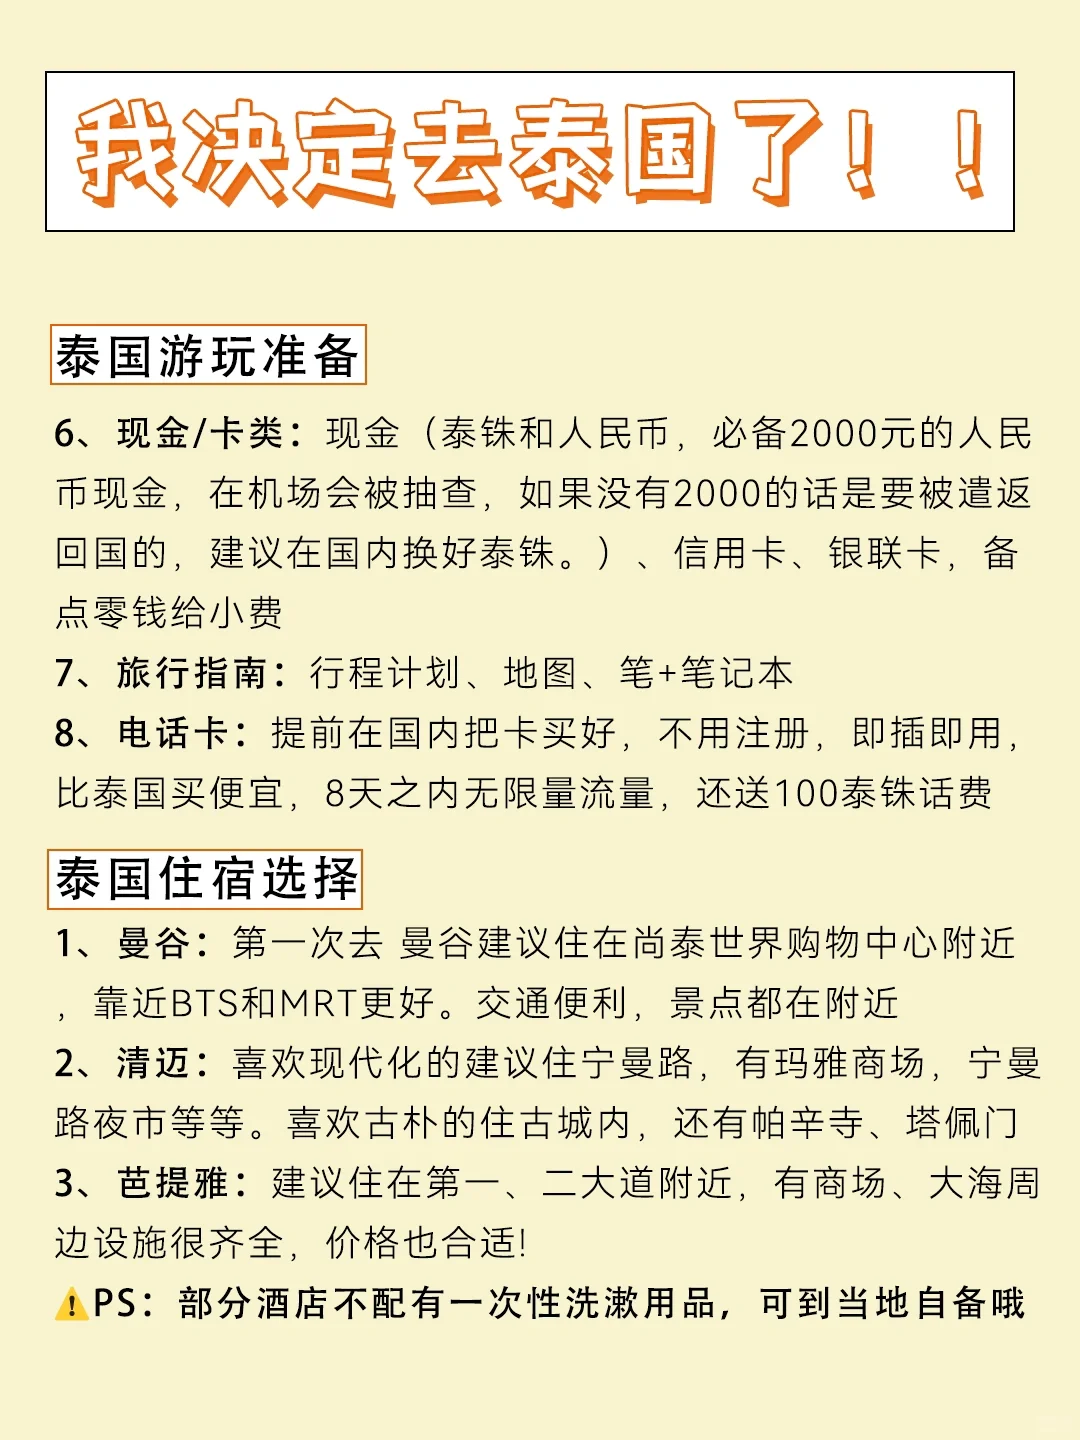 我决定去泰国了！！
泰国游玩准备
6、现金/卡类：现金（泰铢和人民币，必备2000元的人民
币现金，在机场会被抽查，如果没有2000的话是要被遣返
回国的，建议在国内换好泰铢。）、信用卡、银联卡，备
点零钱给小费
7、旅行指南：行程计划、地图、笔+笔记本
8、电话卡：提前在国内把卡买好，不用注册，即插即用，
比泰国买便宜，8天之内无限量流量，还送100泰铢话费
泰国住宿选择
1、曼谷：第一次去 曼谷建议住在尚泰世界购物中心附近
，靠近BTS和MRT更好。交通便利，景点都在附近
2、清迈：喜欢现代化的建议住宁曼路，有玛雅商场，宁曼
路夜市等等。喜欢古朴的住古城内，还有帕辛寺、塔佩门
3、芭提雅：建议住在第一、二大道附近，有商场、大海周
边设施很齐全，价格也合适!
⚠️PS：部分酒店不配有一次性洗漱用品，可到当地自备哦